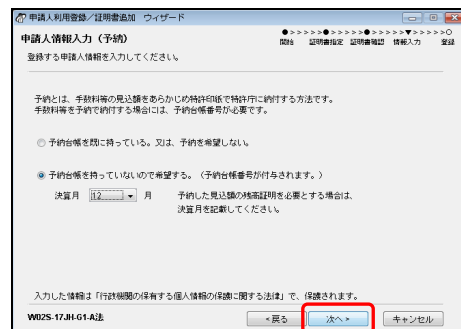 申請人利用登録／証明書追加 ウィザード
申請人情報入力（予納）
●>>>>>●>>>>>●>>>>>▼>>>>>○
開始 証明書指定 証明書確認 情報入力 登録
登録する申請人情報を入力してください。
予納とは、手数料等の見込額をあらかじめ特許印紙で特許庁に納付する方法です。
手数料等を予納で納付する場合には、予納台帳番号が必要です。
予納台帳を既に持っている。又は、予納を希望しない。
予納台帳を持っていないので希望する。（予納台帳番号が付与されます。）
決算月 12 月 予納した見込額の残高証明を必要とする場合は、
決算月を記載してください。
入力した情報は「行政機関の保有する個人情報の保護に関する法律」で、保護されます。
W02S-17.JH-G1-A法 <戻る 次へ> キャンセル